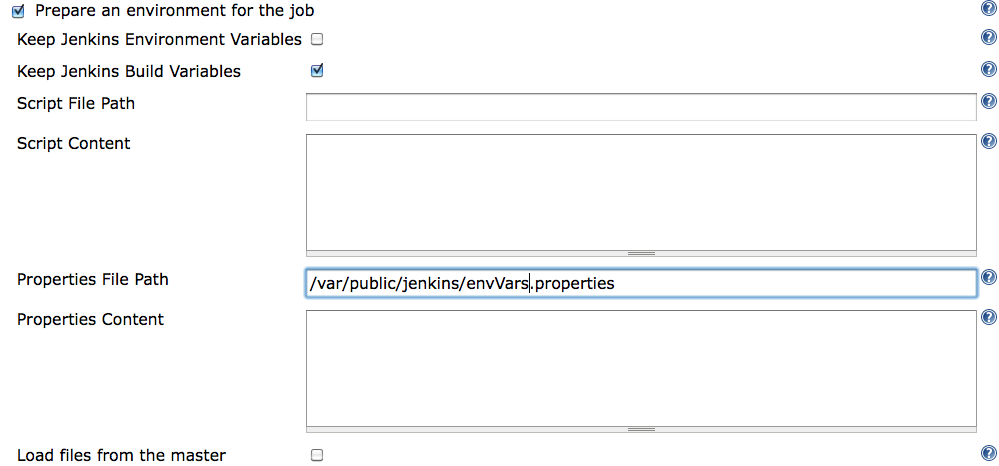 Prepare an environment for the job
Keep Jenkins Environment Variables
Keep Jenkins Build Variables
Script File Path
Script Content
Properties File Path
/var/public/jenkins/envVars.properties
Properties Content
Load files from the master